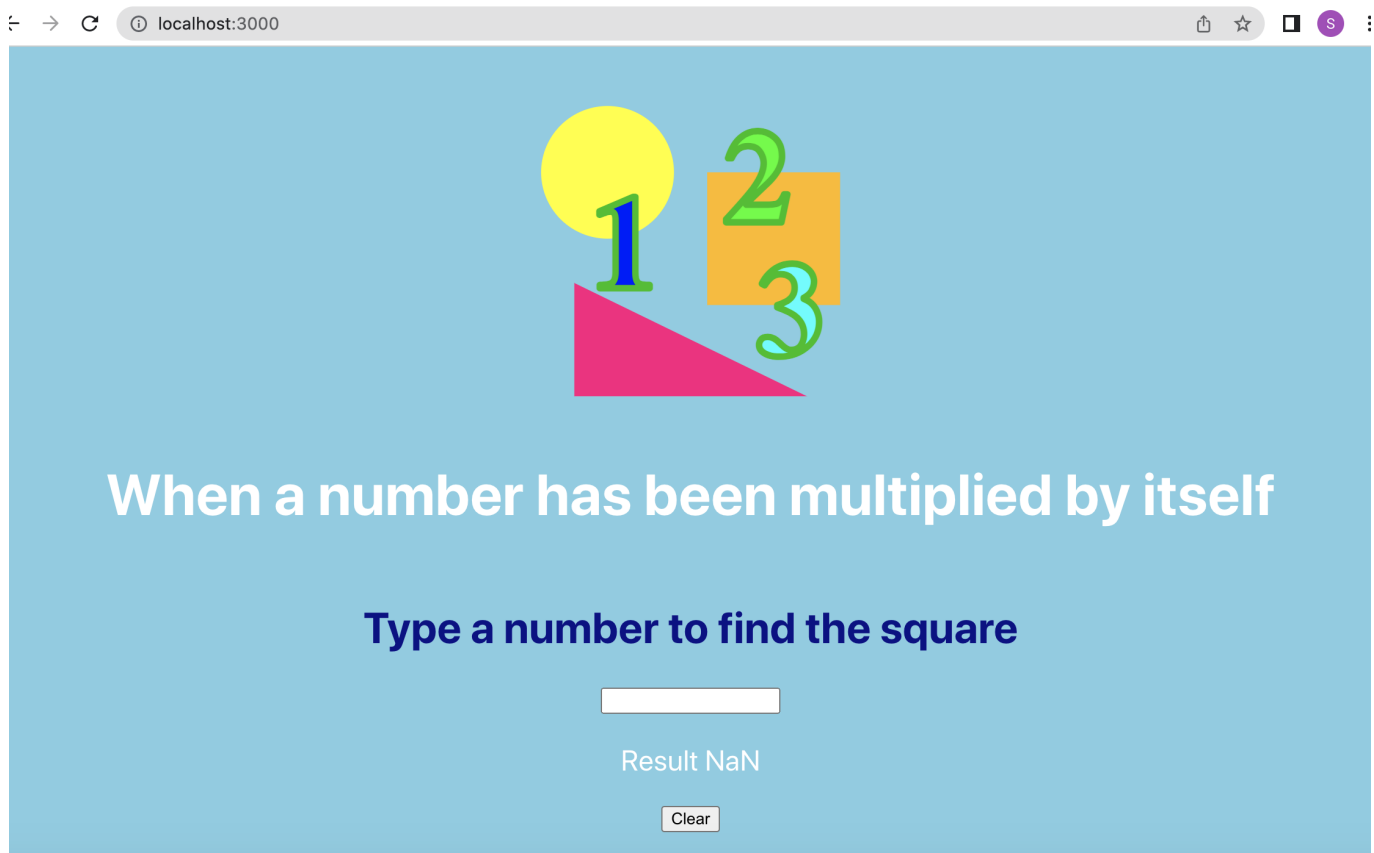 localhost:3000
S
2
1
3
When a number has been multiplied by itself
Type a number to find the square
Result NaN
Clear